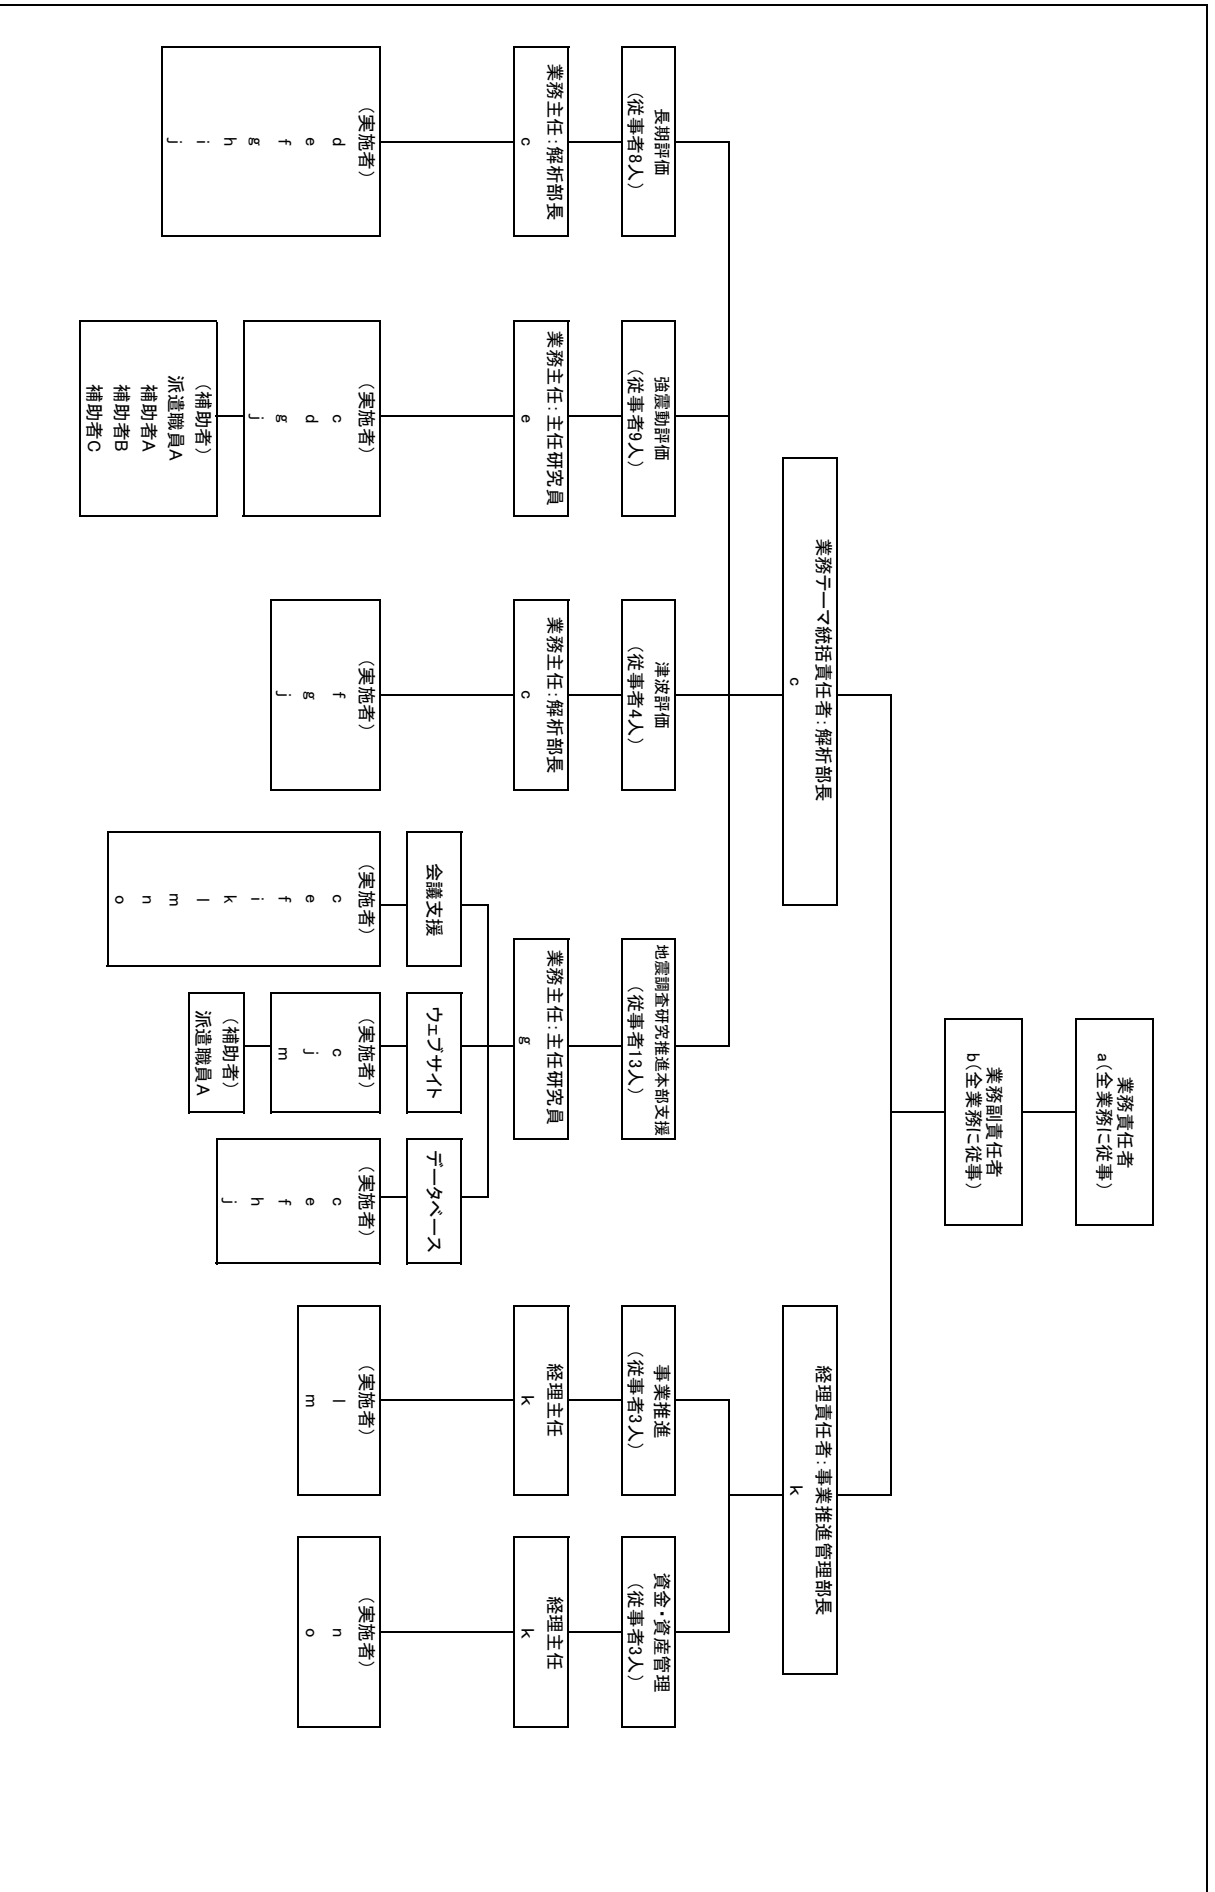 業務責任者
a(全業務に従事)
業務副責任者
b(全業務に従事)
業務テーマ統括責任者：解析部長
c
経理責任者：事業推進管理部長
k
長期評価
(従事者8人)
業務主任：解析部長
c
(実施者)
d
e
f
g
h
i
j
強震動評価
(従事者9人)
業務主任：主任研究員
e
(実施者)
c
d
g
j
(補助者)
派遣職員A
補助者A
補助者B
補助者C
津波評価
(従事者4人)
業務主任：解析部長
c
(実施者)
f
g
j
地震調査研究推進本部支援
(従事者13人)
業務主任：主任研究員
g
会議支援
(実施者)
c
e
f
i
k
l
m
n
o
ウェブサイト
(実施者)
c
j
m
(補助者)
派遣職員A
データベース
(実施者)
c
e
f
h
j
事業推進
(従事者3人)
経理主任
k
(実施者)
l
m
資金・資産管理
(従事者3人)
経理主任
k
(実施者)
n
o